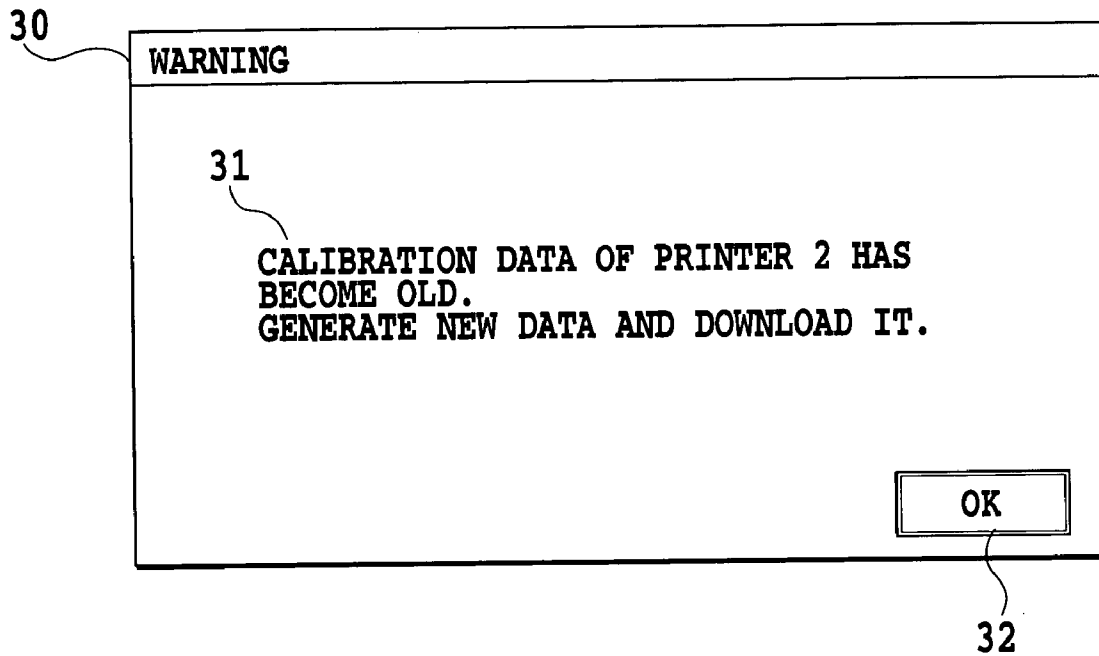 30
WARNING
31
CALIBRATION DATA OF PRINTER 2 HAS
BECOME OLD.
GENERATE NEW DATA AND DOWNLOAD IT.
OK
32